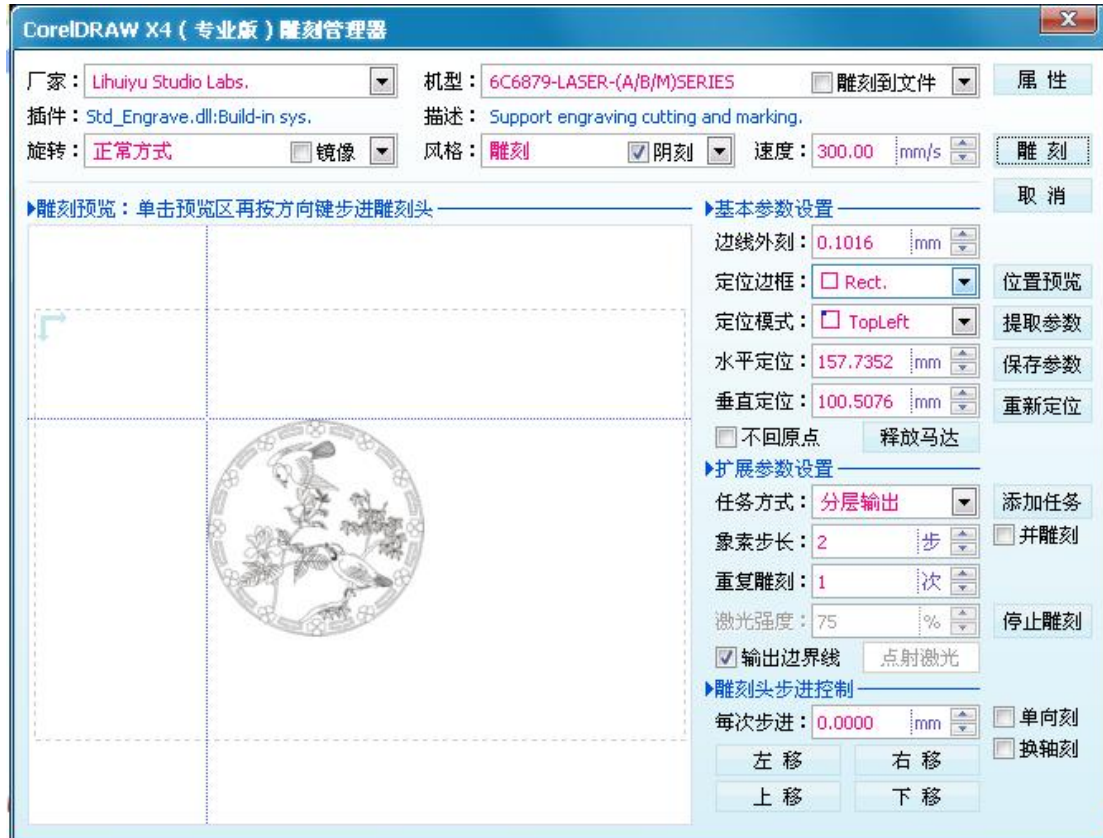 CorelDRAW X4 ( 专业版 ) 雕刻管理器
厂家： Lihuiyu Studio Labs. 机型： 6C6879-LASER-(A/B/M)SERIES 雕刻到文件 属 性
插件： Std_Engrave.dll:Build-in sys. 描述： Support engraving cutting and marking.
旋转： 正常方式 镜像 风格： 雕刻 阴刻 速度： 300.00 mm/s 雕 刻
取 消
雕刻预览：单击预览区再按方向键步进雕刻头 基本参数设置
边线外刻： 0.1016 mm
定位边框： Rect. 位置预览
定位模式： TopLeft 提取参数
水平定位： 157.7352 mm 保存参数
垂直定位： 100.5076 mm 重新定位
不回原点 释放马达
扩展参数设置
任务方式： 分层输出 添加任务
象素步长： 2 步 并雕刻
重复雕刻： 1 次
激光强度： 75 % 停止雕刻
输出边界线 点射激光
雕刻头步进控制
每次步进： 0.0000 mm 单向刻
左 移 右 移 换轴刻
上 移 下 移